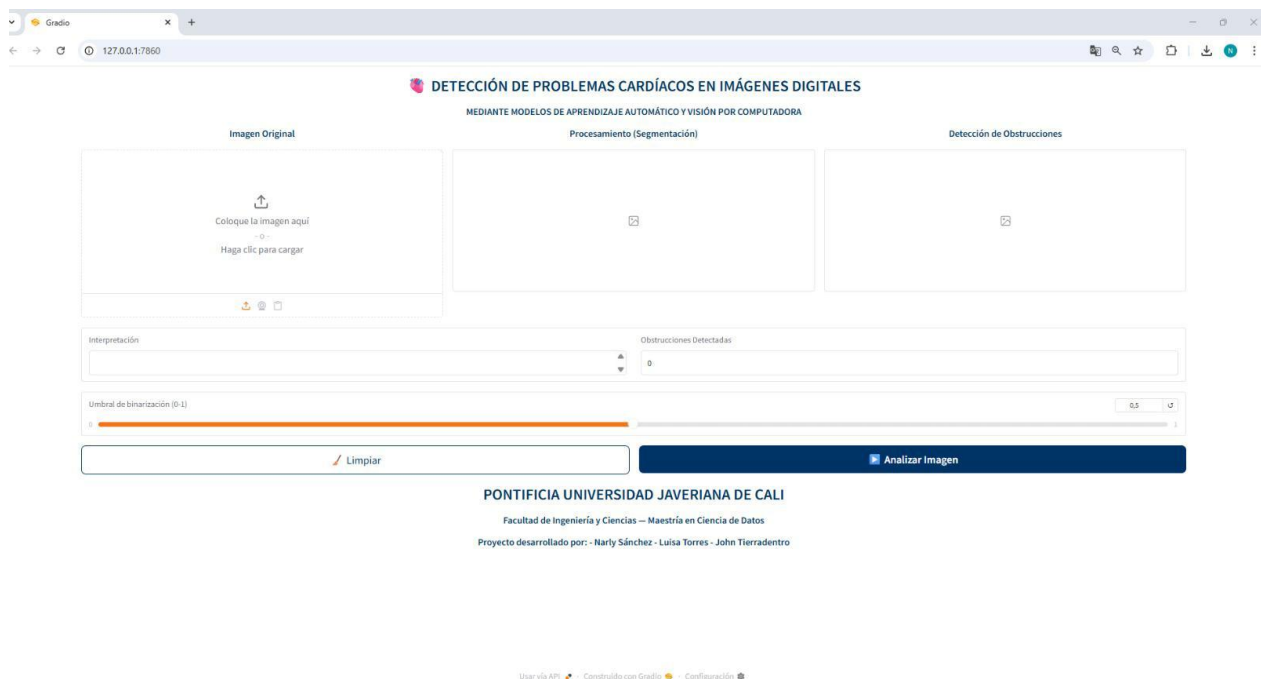 Gradio
127.0.0.1:7860
N
DETECCIÓN DE PROBLEMAS CARDÍACOS EN IMÁGENES DIGITALES
MEDIANTE MODELOS DE APRENDIZAJE AUTOMÁTICO Y VISIÓN POR COMPUTADORA
Imagen Original
Procesamiento (Segmentación)
Detección de Obstrucciones
Coloque la imagen aquí
- o -
Haga clic para cargar
Interpretación
Obstrucciones Detectadas
0
Umbral de binarización (0-1)
0,5
0
1
Limpiar
Analizar Imagen
PONTIFICIA UNIVERSIDAD JAVERIANA DE CALI
Facultad de Ingeniería y Ciencias — Maestría en Ciencia de Datos
Proyecto desarrollado por: - Narly Sánchez - Luisa Torres - John Tierradentro
Usar vía API · Construido con Gradio · Configuración